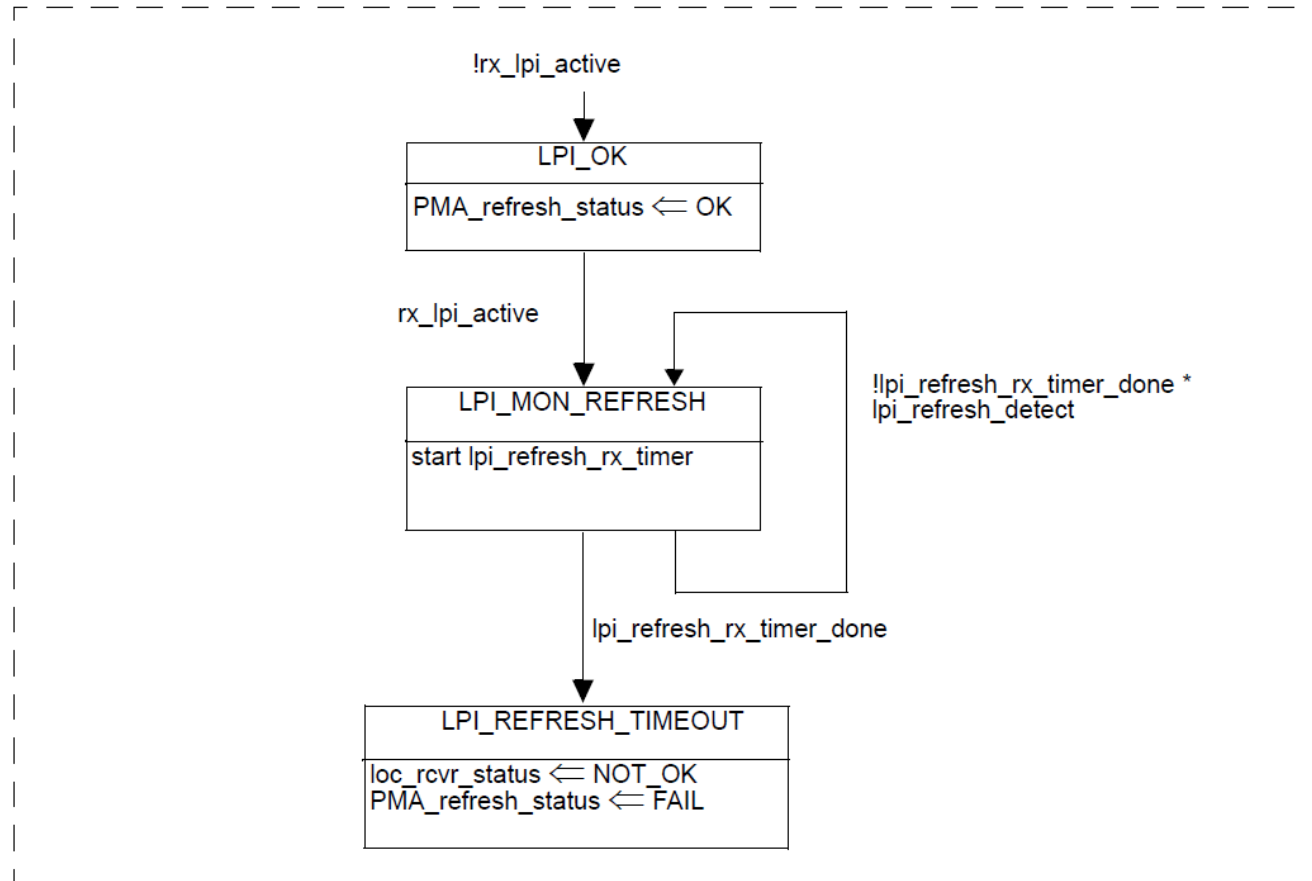 !rx_lpi_active
LPI_OK
PMA_refresh_status ⇐ OK
rx_lpi_active
LPI_MON_REFRESH
start lpi_refresh_rx_timer
!lpi_refresh_rx_timer_done *
lpi_refresh_detect
lpi_refresh_rx_timer_done
LPI_REFRESH_TIMEOUT
loc_rcvr_status ⇐ NOT_OK
PMA_refresh_status ⇐ FAIL